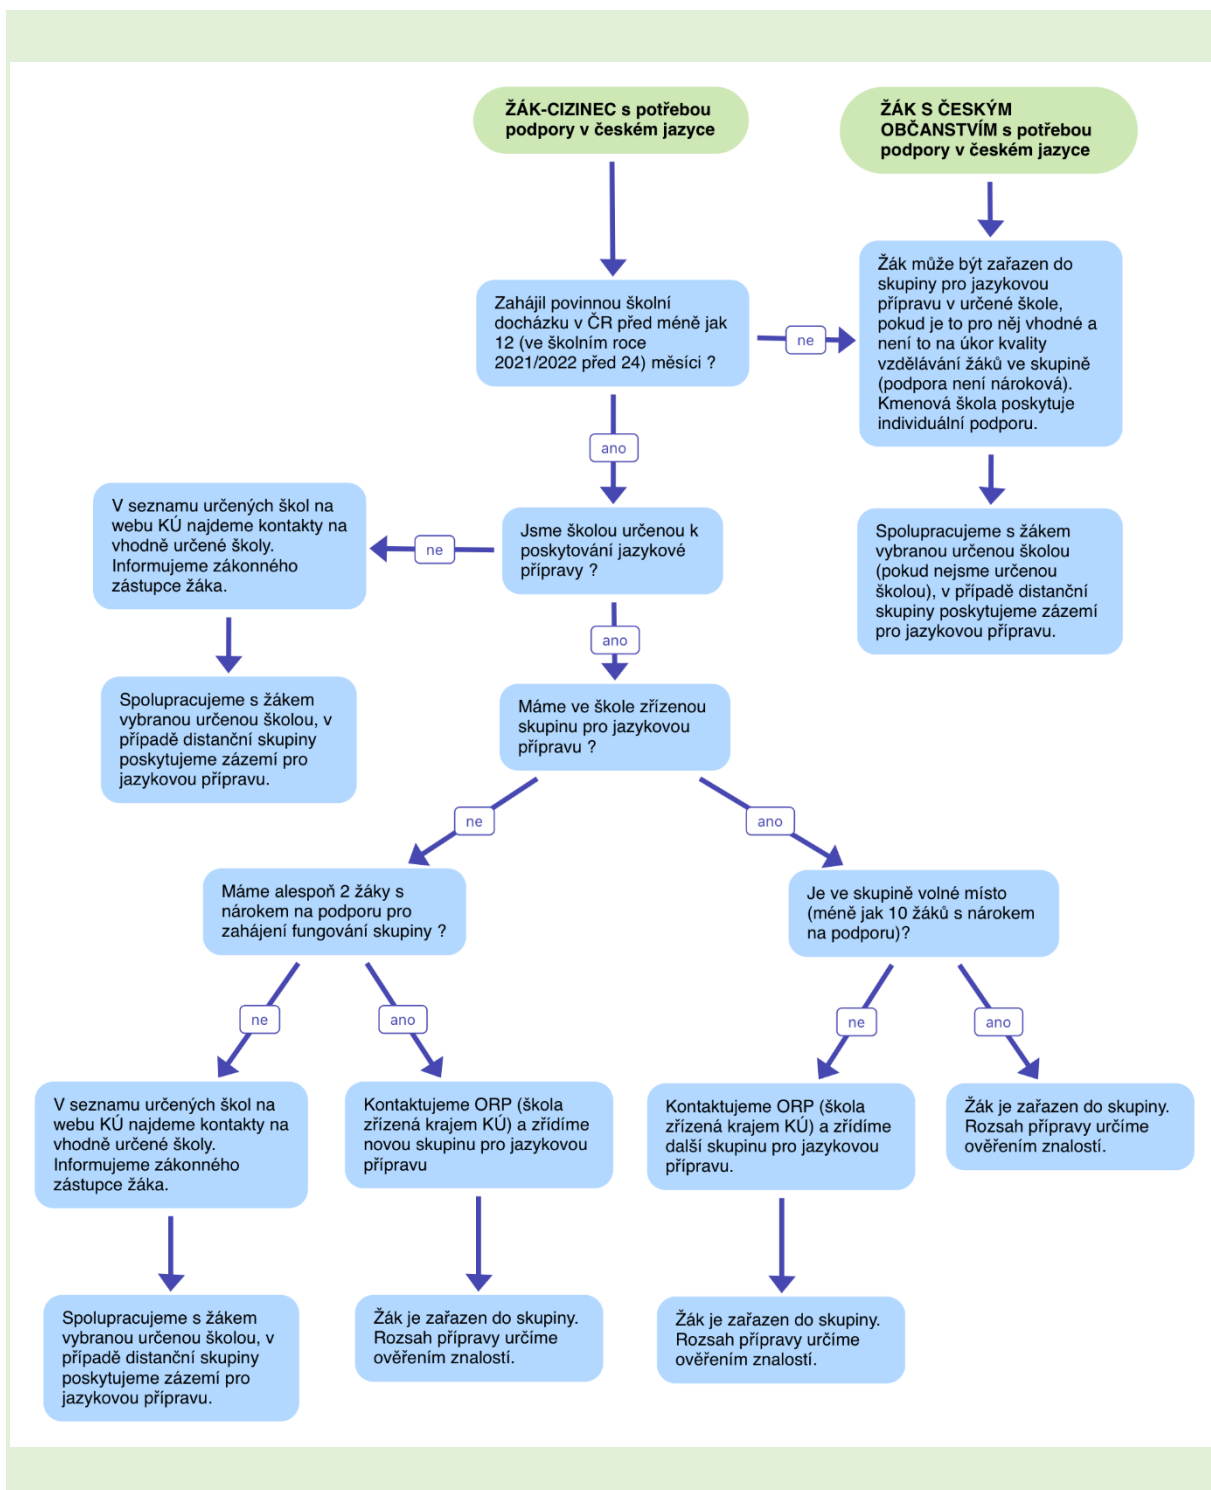 ŽÁK-CIZINEC s potřebou
podpory v českém jazyce
ŽÁK S ČESKÝM
OBČANSTVÍM s potřebou
podpory v českém jazyce
Zahájil povinnou školní
docházku v ČR před méně jak
12 (ve školním roce
2021/2022 před 24) měsíci ?
ne
Žák může být zařazen do
skupiny pro jazykovou
přípravu v určené škole,
pokud je to pro něj vhodné a
není to na úkor kvality
vzdělávání žáků ve skupině
(podpora není nároková).
Kmenová škola poskytuje
individuální podporu.
ano
V seznamu určených škol na
webu KÚ najdeme kontakty na
vhodně určené školy.
Informujeme zákonného
zástupce žáka.
ne
Jsme školou určenou k
poskytování jazykové
přípravy ?
Spolupracujeme s žákem
vybranou určenou školou
(pokud nejsme určenou
školou), v případě distanční
skupiny poskytujeme zázemí
pro jazykovou přípravu.
ano
Spolupracujeme s žákem
vybranou určenou školou, v
případě distanční skupiny
poskytujeme zázemí pro
jazykovou přípravu.
Máme ve škole zřízenou
skupinu pro jazykovou
přípravu ?
ne
ano
Máme alespoň 2 žáky s
nárokem na podporu pro
zahájení fungování skupiny ?
Je ve skupině volné místo
(méně jak 10 žáků s nárokem
na podporu)?
ne
ano
ne
ano
V seznamu určených škol na
webu KÚ najdeme kontakty na
vhodně určené školy.
Informujeme zákonného
zástupce žáka.
Kontaktujeme ORP (škola
zřízená krajem KÚ) a zřídíme
novou skupinu pro jazykovou
přípravu
Kontaktujeme ORP (škola
zřízená krajem KÚ) a zřídíme
další skupinu pro jazykovou
přípravu.
Žák je zařazen do skupiny.
Rozsah přípravy určíme
ověřením znalostí.
Spolupracujeme s žákem
vybranou určenou školou, v
případě distanční skupiny
poskytujeme zázemí pro
jazykovou přípravu.
Žák je zařazen do skupiny.
Rozsah přípravy určíme
ověřením znalostí.
Žák je zařazen do skupiny.
Rozsah přípravy určíme
ověřením znalostí.